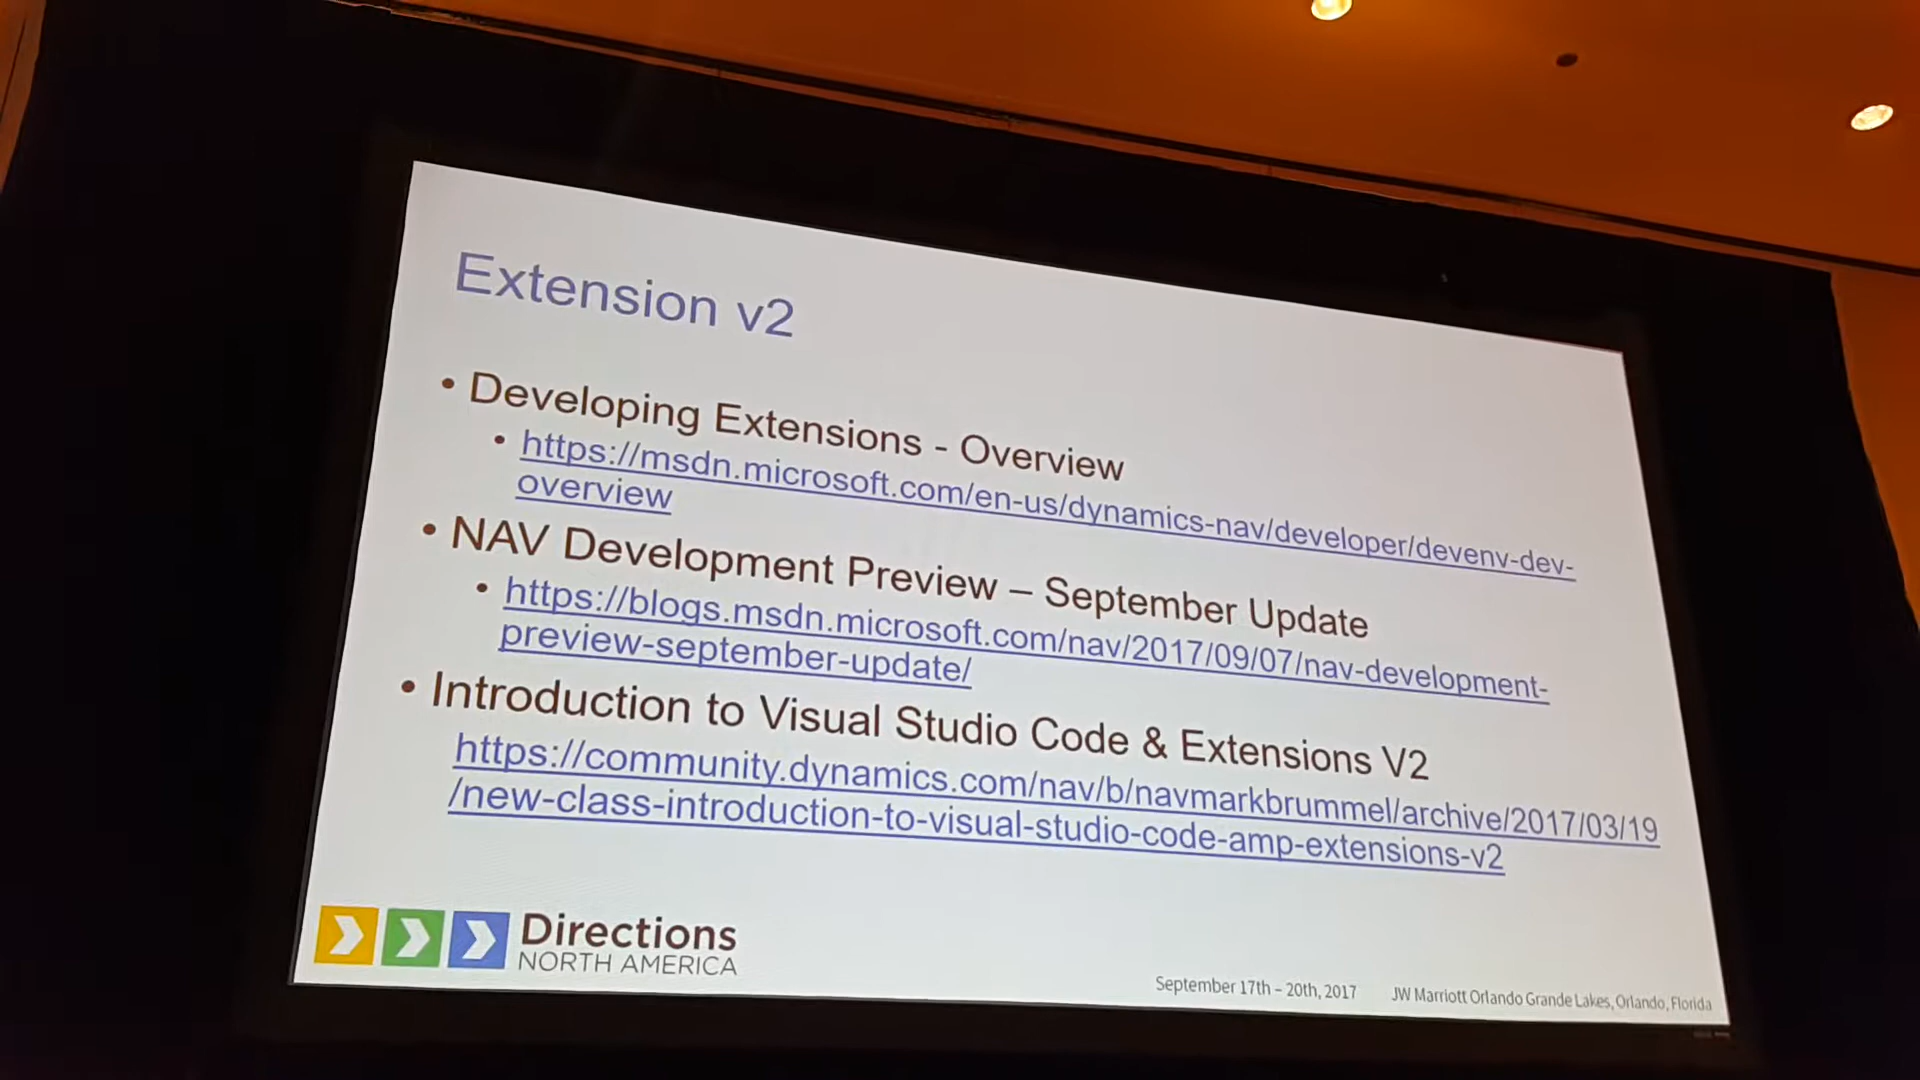 Extension v2
• Developing Extensions - Overview
• https://msdn.microsoft.com/en-us/dynamics-nav/developer/devenv-dev-
overview
• NAV Development Preview – September Update
• https://blogs.msdn.microsoft.com/nav/2017/09/07/nav-development-
preview-september-update/
• Introduction to Visual Studio Code & Extensions V2
https://community.dynamics.com/nav/b/navmarkbrummel/archive/2017/03/19
/new-class-introduction-to-visual-studio-code-amp-extensions-v2
Directions
NORTH AMERICA
September 17th - 20th, 2017 JW Marriott Orlando Grande Lakes, Orlando, Florida